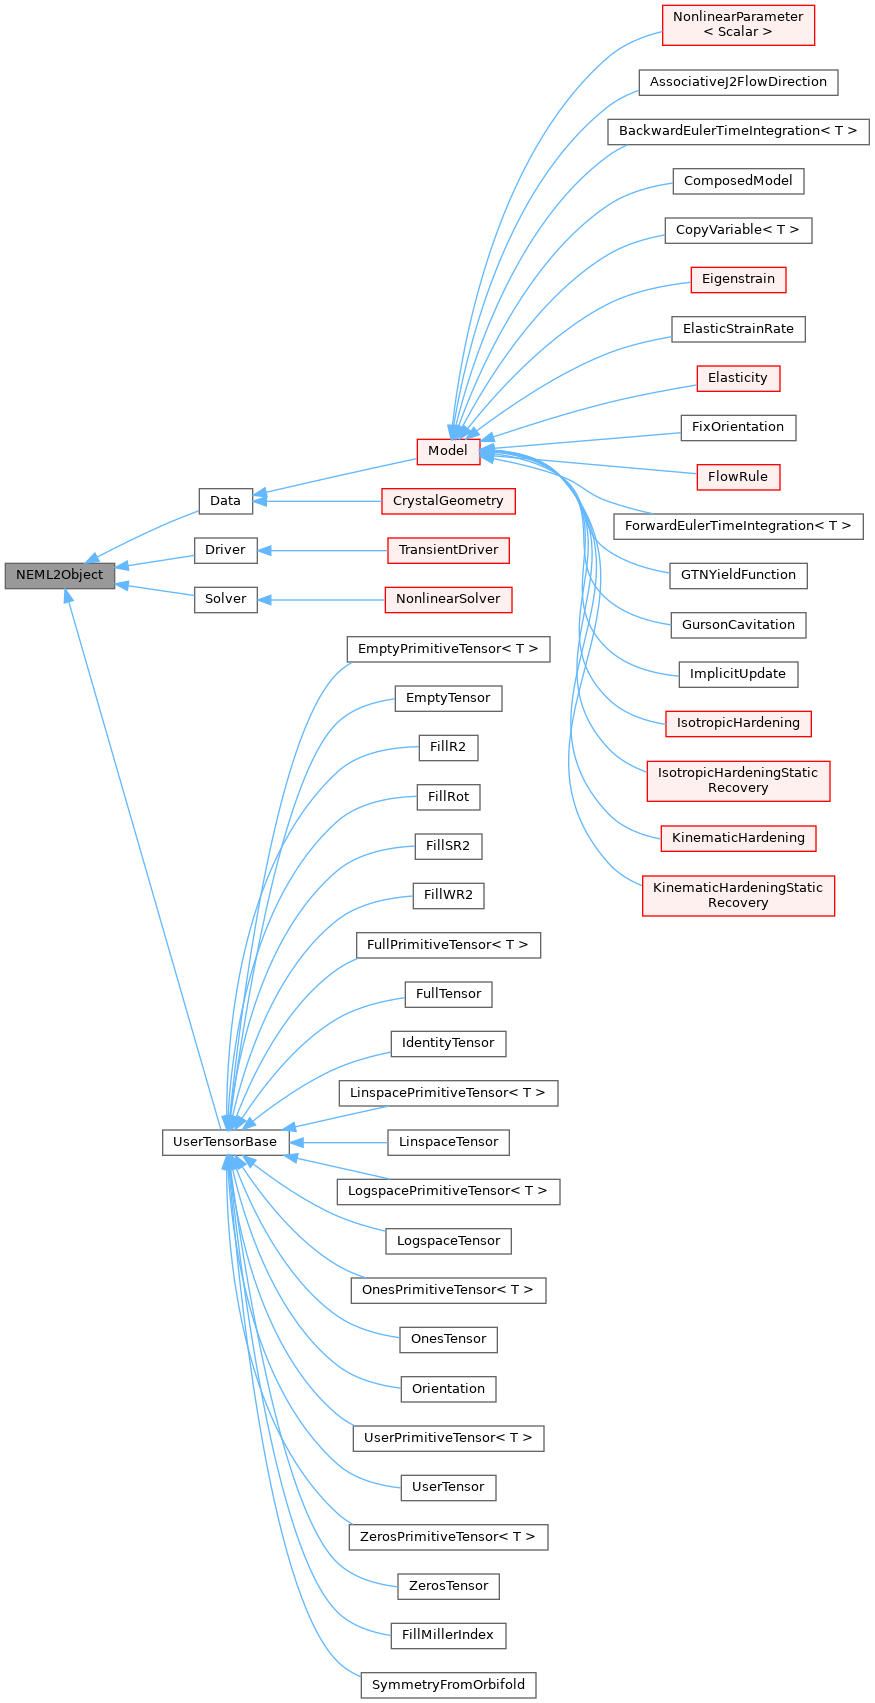 NonlinearParameter
< Scalar >
AssociativeJ2FlowDirection
BackwardEulerTimeIntegration< T >
ComposedModel
CopyVariable< T >
Eigenstrain
ElasticStrainRate
Elasticity
FixOrientation
Model
FlowRule
Data
CrystalGeometry
ForwardEulerTimeIntegration< T >
Driver
TransientDriver
NEML2Object
GTNYieldFunction
Solver
NonlinearSolver
GursonCavitation
EmptyPrimitiveTensor< T >
ImplicitUpdate
EmptyTensor
IsotropicHardening
FillR2
IsotropicHardeningStatic
Recovery
FillRot
KinematicHardening
FillSR2
KinematicHardeningStatic
Recovery
FillWR2
FullPrimitiveTensor< T >
FullTensor
IdentityTensor
LinspacePrimitiveTensor< T >
UserTensorBase
LinspaceTensor
LogspacePrimitiveTensor< T >
LogspaceTensor
OnesPrimitiveTensor< T >
OnesTensor
Orientation
UserPrimitiveTensor< T >
UserTensor
ZerosPrimitiveTensor< T >
ZerosTensor
FillMillerIndex
SymmetryFromOrbifold